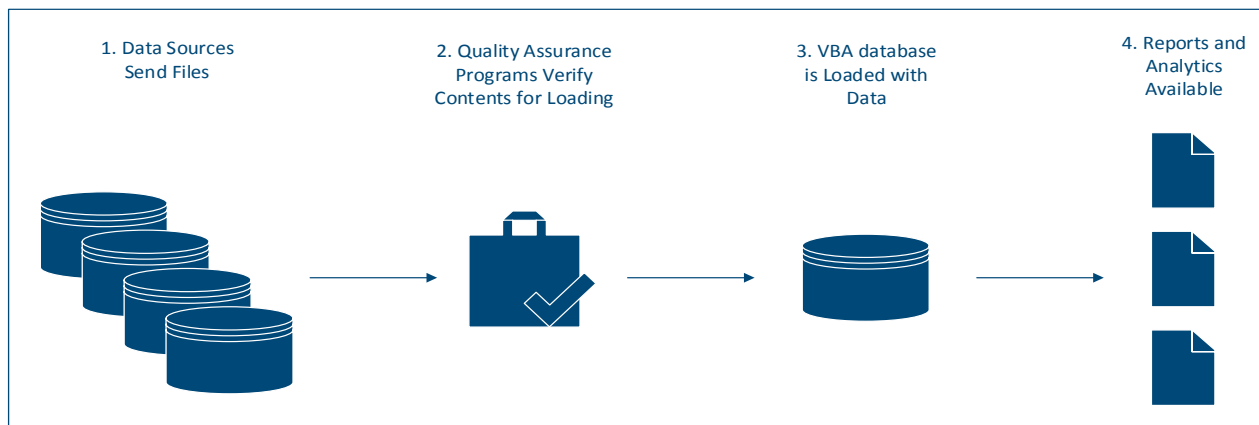 1. Data Sources
Send Files
2. Quality Assurance
Programs Verify
Contents for Loading
3. VBA database
is Loaded with
Data
4. Reports and
Analytics
Available